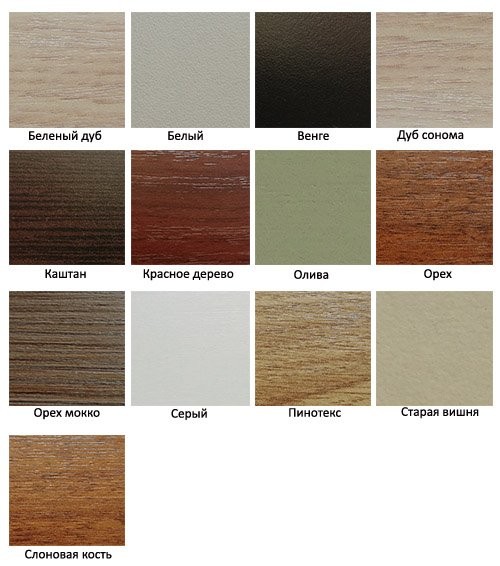 Беленый дуб
Белый
Венге
Дуб сонома
Каштан
Красное дерево
Олива
Орех
Орех мокко
Серый
Пинотекс
Старая вишня
Слоновая кость